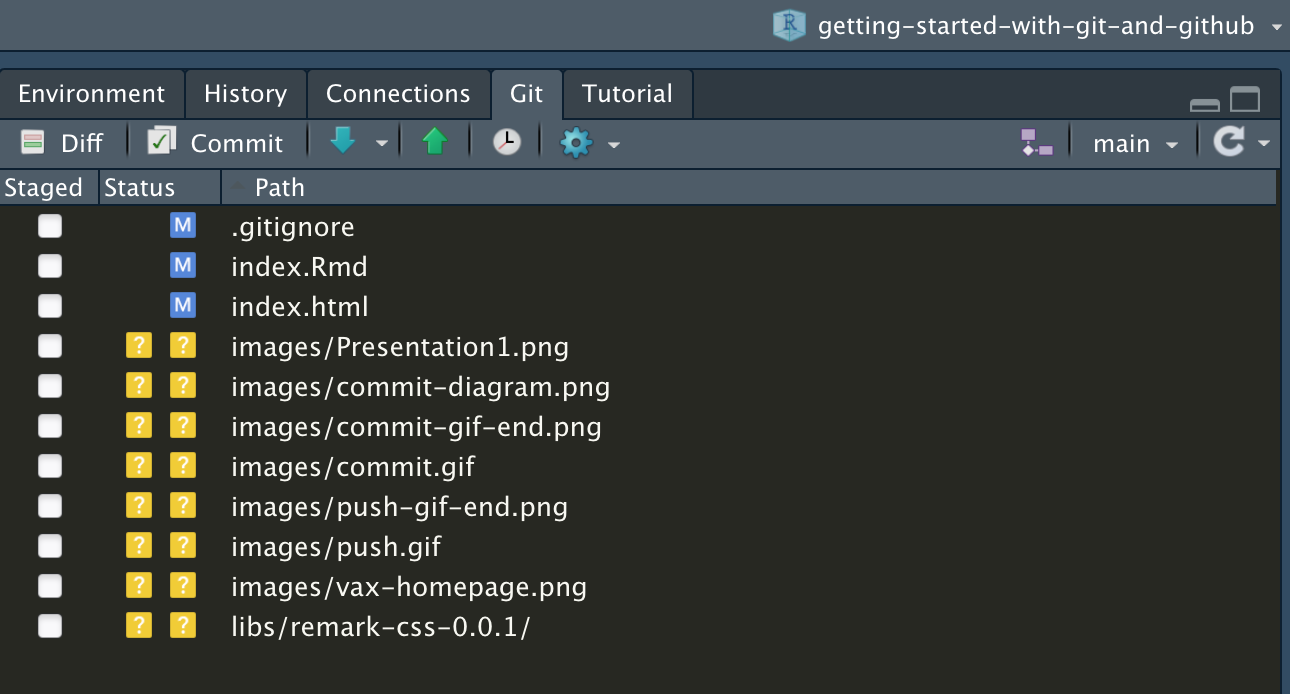 R getting-started-with-git-and-github
Environment History Connections Git Tutorial
Diff Commit main
Staged Status Path
M .gitignore
M index.Rmd
M index.html
? ? images/Presentation1.png
? ? images/commit-diagram.png
? ? images/commit-gif-end.png
? ? images/commit.gif
? ? images/push-gif-end.png
? ? images/push.gif
? ? images/vax-homepage.png
? ? libs/remark-css-0.0.1/